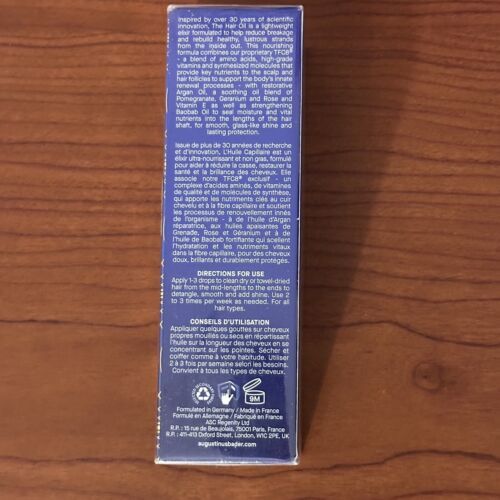 Inspired by over 30 years of scientific
innovation, The Hair Oil is a lightweight
elixir formulated to help reduce breakage
and rebuild healthy, lustrous strands
from the inside out. This nourishing
formula combines our proprietary TFC8®
- a blend of amino acids, high-grade
vitamins and synthesized molecules that
provide key nutrients to the scalp and
hair follicles to support the body's innate
renewal processes - with restorative
Argan Oil, a soothing oil blend of
Pomegranate, Geranium and Rose and
Vitamin E as well as strengthening
Baobab Oil to seal moisture and vital
nutrients into the lengths of the hair
shaft, for smooth, glass-like shine and
lasting protection.
Issue de plus de 30 années de recherche
et d'innovation, L'Huile Capillaire est un
élixir ultra-nourrissant et non gras, formulé
pour aider à réduire la casse, restaurer
la santé et la brillance des cheveux. Elle
associe notre TFC8® exclusif - un
complexe d'acides aminés, de vitamines
de qualité et de molécules de synthèse,
qui apporte les nutriments clés au cuir
chevelu et à la fibre capillaire et soutient
les processus de renouvellement innés
de l'organisme - à de l'huile d'Argan
réparatrice, aux huiles apaisantes de
Grenade, Rose et Géranium et à de
l'huile de Baobab fortifiante qui scellent
l'hydratation et les nutriments vitaux
dans la fibre capillaire, pour des cheveux
doux, brillants et durablement protégés.
DIRECTIONS FOR USE
Apply 1-3 drops to clean dry or towel-dried
hair from the mid-lengths to the ends to
detangle, smooth and add shine. Use 2
to 3 times per week as needed. For all
hair types.
CONSEILS D'UTILISATION
Appliquer quelques gouttes sur cheveux
propres mouillés ou secs en répartissant
l'huile sur la longueur des cheveux en se
concentrant sur les pointes. Sécher et
coiffer comme à votre habitude. Utiliser
2 à 3 fois par semaine selon les besoins.
Convient à tous les types de cheveux.
9M
Formulated in Germany / Made in France
Formulé en Allemagne / Fabriqué en France
ASC Regenity Ltd
R.P. : 15 rue de Beaujolais, 75001 Paris, France
R.P. : 411-413 Oxford Street, London, W1C 2PE, UK
augustinusbader.com